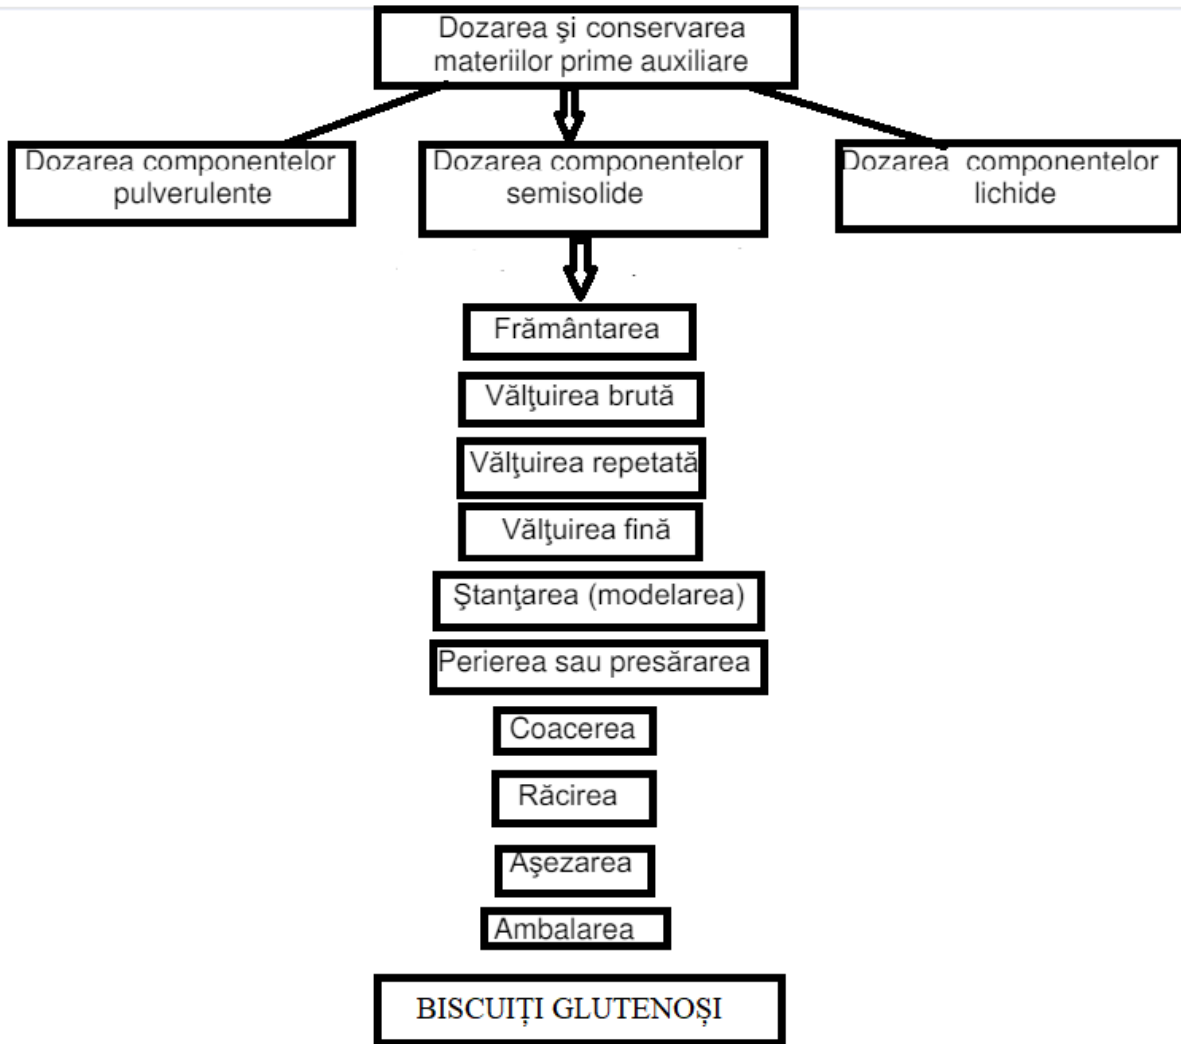 Dozarea şi conservarea
materiilor prime auxiliare
Dozarea componentelor
pulverulente
Dozarea componentelor
semisolide
Dozarea componentelor
lichide
Frământarea
Vălţuirea brută
Vălţuirea repetată
Vălţuirea fină
Ştanţarea (modelarea)
Perierea sau presărarea
Coacerea
Răcirea
Aşezarea
Ambalarea
BISCUIȚI GLUTENOȘI